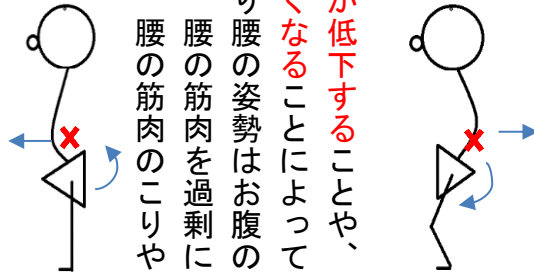 が低下することや、
くなることによって
り腰の姿勢はお腹の
腰の筋肉を過剰に
腰の筋肉のこりや